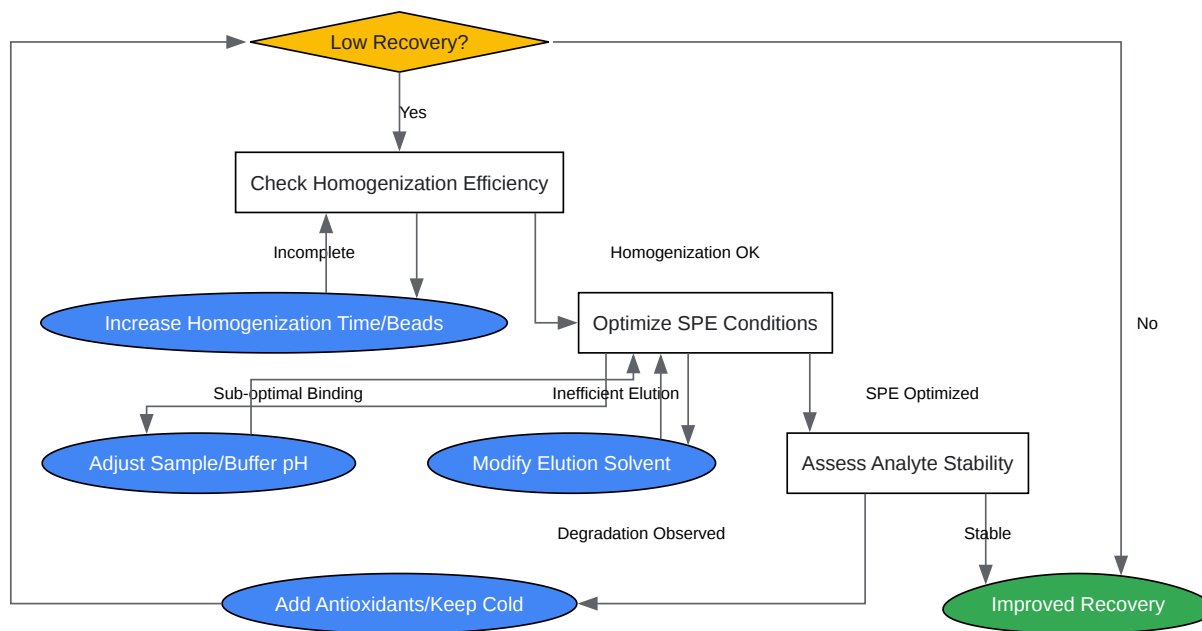 Low Recovery?
Yes
Check Homogenization Efficiency
Incomplete
Homogenization OK
Increase Homogenization Time/Beads
Optimize SPE Conditions
No
Sub-optimal Binding
Inefficient Elution
SPE Optimized
Adjust Sample/Buffer pH
Modify Elution Solvent
Assess Analyte Stability
Degradation Observed
Stable
Add Antioxidants/Keep Cold
Improved Recovery